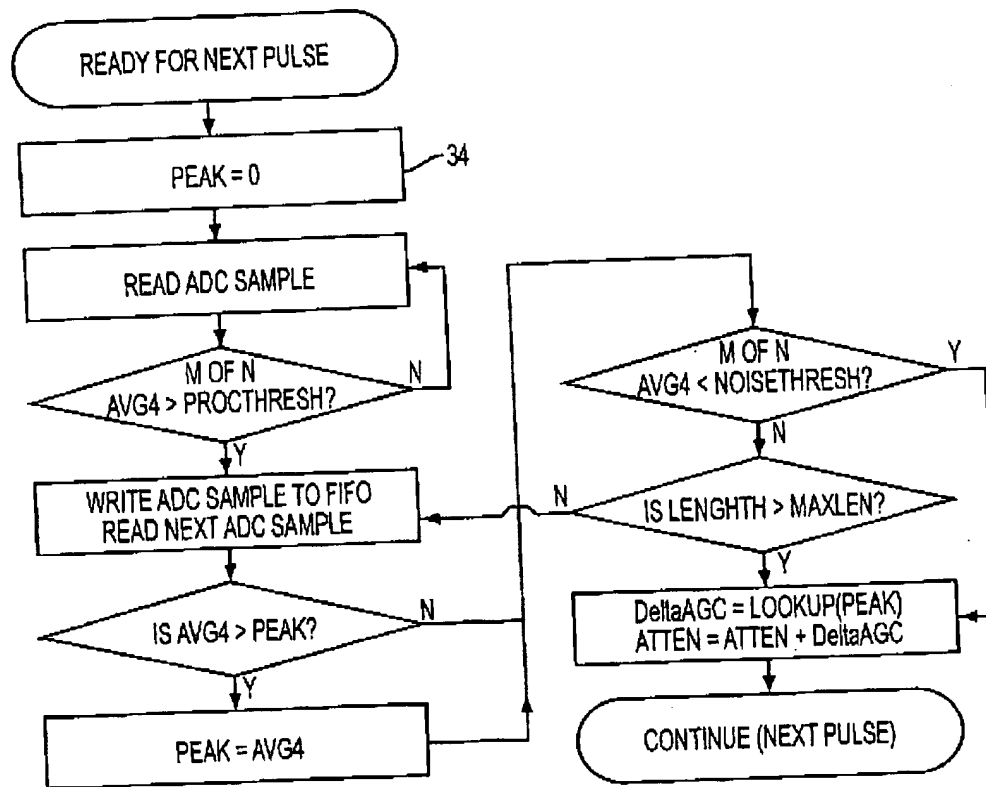 READY FOR NEXT PULSE
PEAK = 0
34
READ ADC SAMPLE
M OF N
AVG4 > PROCTHRESH?
N
Y
WRITE ADC SAMPLE TO FIFO
READ NEXT ADC SAMPLE
IS AVG4 > PEAK?
N
Y
PEAK = AVG4
M OF N
AVG4 < NOISETHRESH?
Y
N
IS LENGHTH > MAXLEN?
N
Y
DeltaAGC = LOOKUP(PEAK)
ATTEN = ATTEN + DeltaAGC
CONTINUE (NEXT PULSE)